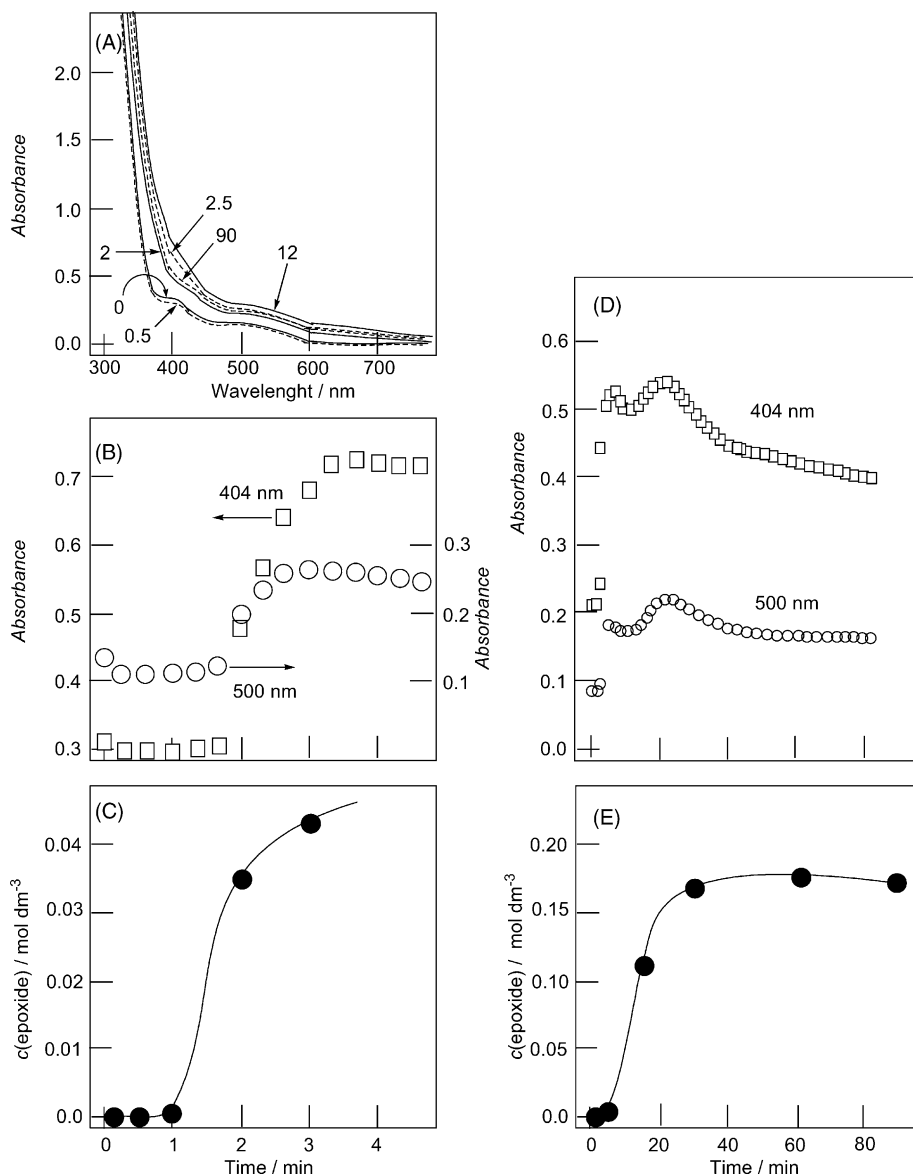 (A)
2.0
1.5
1.0
0.5
0.0
Absorbance
2.5
90
2
12
0
0.5
300 400 500 600 700
Wavelenght / nm
(B)
0.7
0.6
0.5
0.4
0.3
Absorbance
404 nm
500 nm
0.3
0.2
0.1
Absorbance
(C)
0.04
0.03
0.02
0.01
0.0
c(epoxide) / mol dm-3
0 1 2 3 4
Time / min
(D)
0.6
0.5
0.4
0.3
0.2
0.1
0.0
Absorbance
404 nm
500 nm
(E)
0.20
0.15
0.10
0.05
0.0
c(epoxide) / mol dm-3
0 20 40 60 80
Time / min